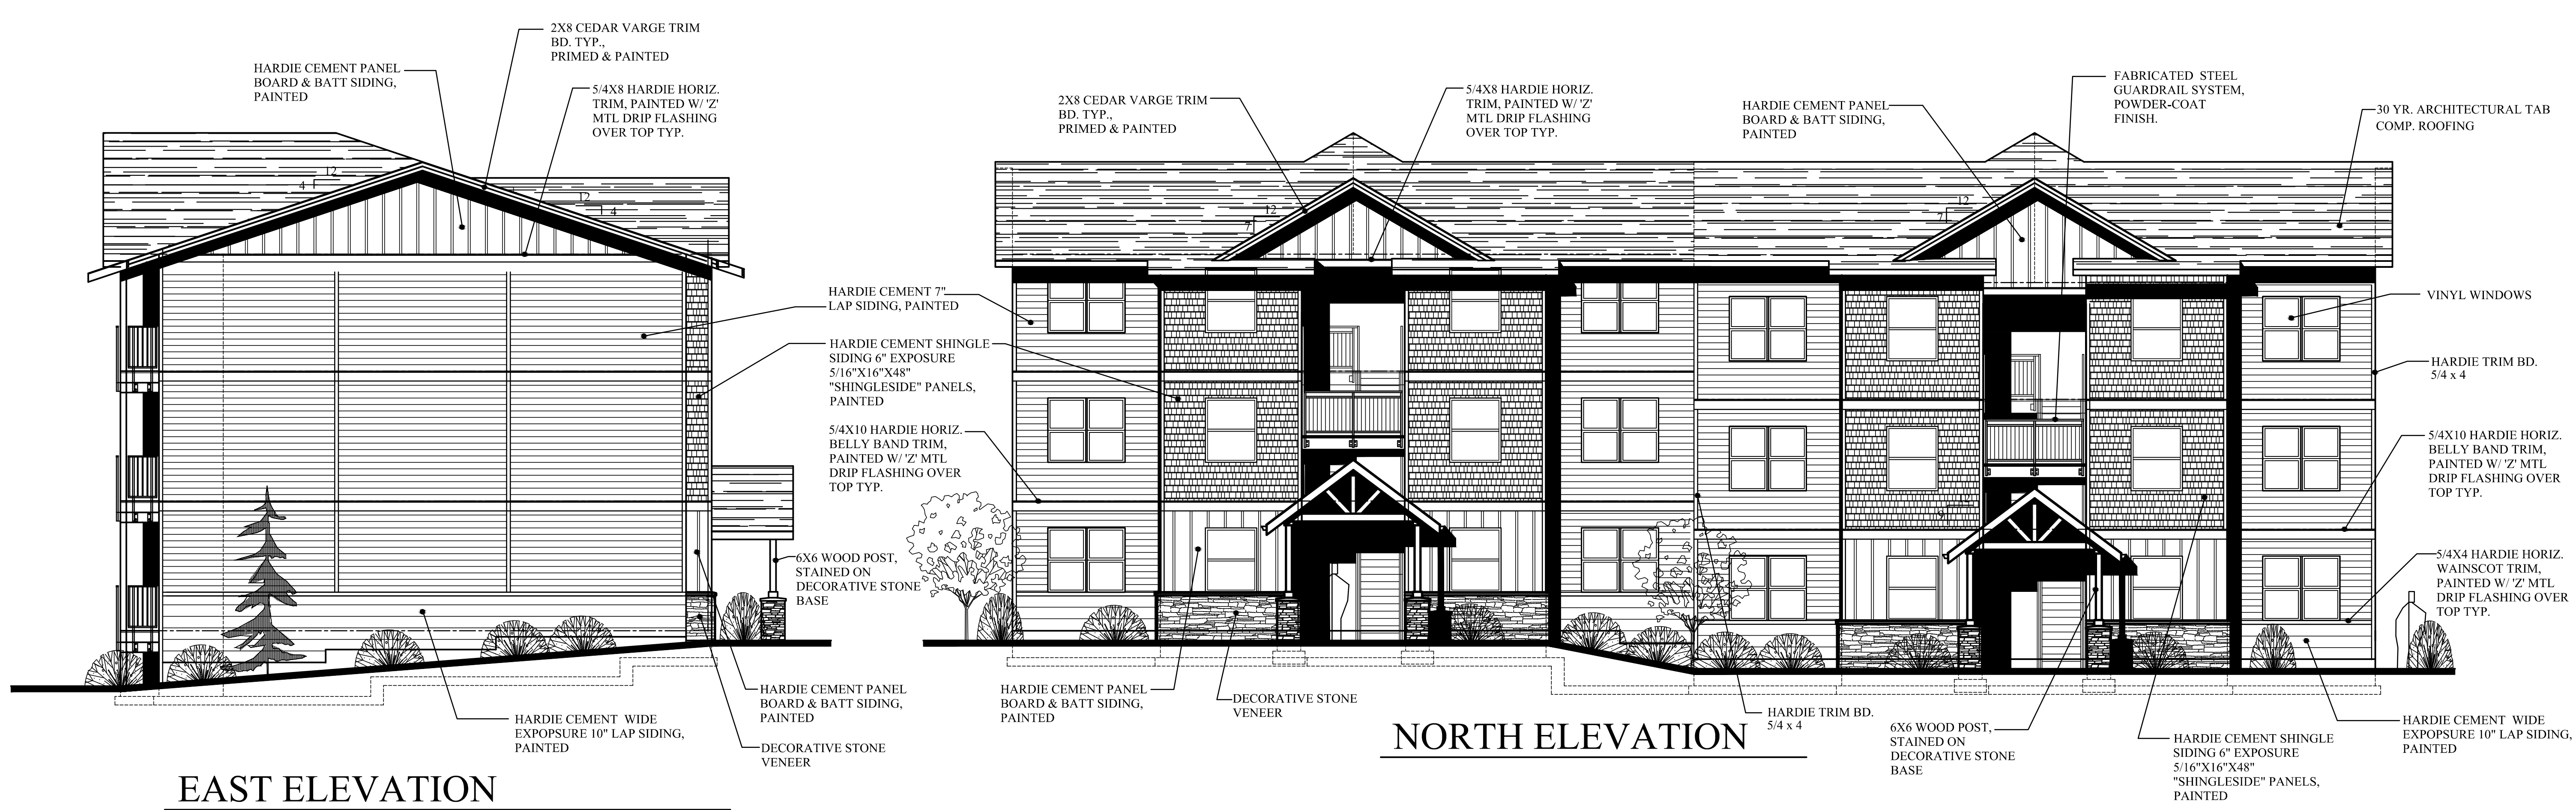 2X8 CEDAR VARGE TRIM
BD. TYP.,
PRIMED & PAINTED
HARDIE CEMENT PANEL
BOARD & BATT SIDING,
PAINTED
5/4X8 HARDIE HORIZ.
TRIM, PAINTED W/ 'Z'
MTL DRIP FLASHING
OVER TOP TYP.
12
4
12
4
HARDIE CEMENT 7"
LAP SIDING, PAINTED
HARDIE CEMENT SHINGLE
SIDING 6" EXPOSURE
5/16"X16"X48"
"SHINGLESIDE" PANELS,
PAINTED
5/4X10 HARDIE HORIZ.
BELLY BAND TRIM,
PAINTED W/ 'Z' MTL
DRIP FLASHING OVER
TOP TYP.
6X6 WOOD POST,
STAINED ON
DECORATIVE STONE
BASE
HARDIE CEMENT PANEL
BOARD & BATT SIDING,
PAINTED
HARDIE CEMENT WIDE
EXPOPSURE 10" LAP SIDING,
PAINTED
DECORATIVE STONE
VENEER
EAST ELEVATION
2X8 CEDAR VARGE TRIM
BD. TYP.,
PRIMED & PAINTED
5/4X8 HARDIE HORIZ.
TRIM, PAINTED W/ 'Z'
MTL DRIP FLASHING
OVER TOP TYP.
HARDIE CEMENT PANEL
BOARD & BATT SIDING,
PAINTED
FABRICATED STEEL
GUARDRAIL SYSTEM,
POWDER-COAT
FINISH.
30 YR. ARCHITECTURAL TAB
COMP. ROOFING
12
7
12
7
VINYL WINDOWS
HARDIE TRIM BD.
5/4 x 4
5/4X10 HARDIE HORIZ.
BELLY BAND TRIM,
PAINTED W/ 'Z' MTL
DRIP FLASHING OVER
TOP TYP.
12
9
5/4X4 HARDIE HORIZ.
WAINSCOT TRIM,
PAINTED W/ 'Z' MTL
DRIP FLASHING OVER
TOP TYP.
HARDIE CEMENT PANEL
BOARD & BATT SIDING,
PAINTED
DECORATIVE STONE
VENEER
HARDIE TRIM BD.
5/4 x 4
6X6 WOOD POST,
STAINED ON
DECORATIVE STONE
BASE
HARDIE CEMENT SHINGLE
SIDING 6" EXPOSURE
5/16"X16"X48"
"SHINGLESIDE" PANELS,
PAINTED
HARDIE CEMENT WIDE
EXPOPSURE 10" LAP SIDING,
PAINTED
NORTH ELEVATION